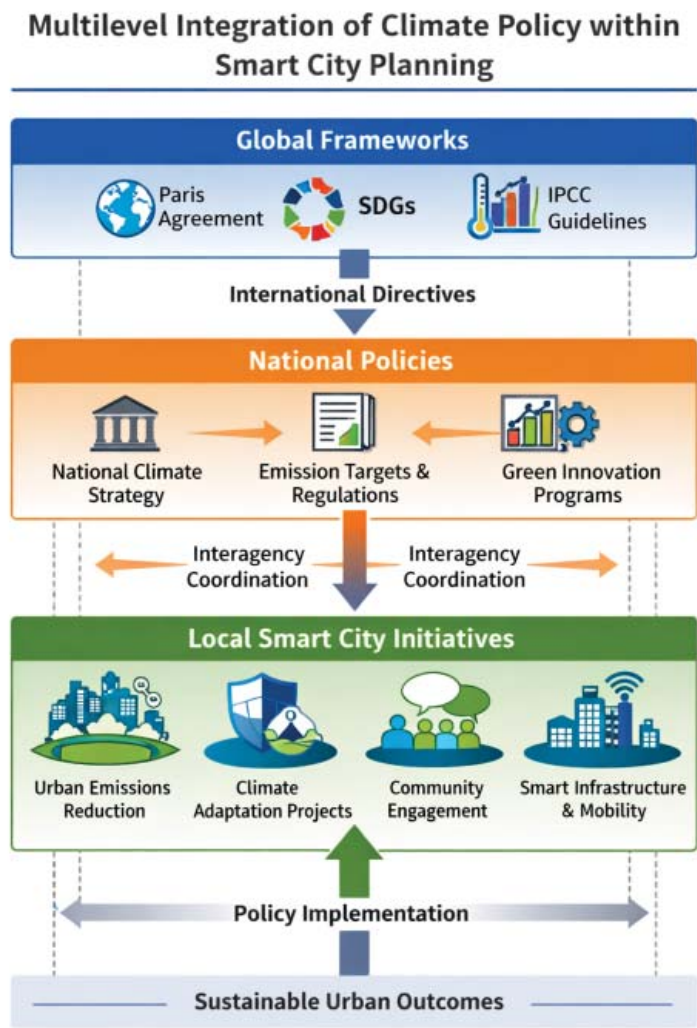 Multilevel Integration of Climate Policy within
Smart City Planning
Global Frameworks
Paris
Agreement
SDGs
IPCC
Guidelines
International Directives
National Policies
National Climate
Strategy
Emission Targets &
Regulations
Green Innovation
Programs
Interagency
Coordination
Interagency
Coordination
Local Smart City Initiatives
Urban Emissions
Reduction
Climate
Adaptation Projects
Community
Engagement
Smart Infrastructure
& Mobility
Policy Implementation
Sustainable Urban Outcomes